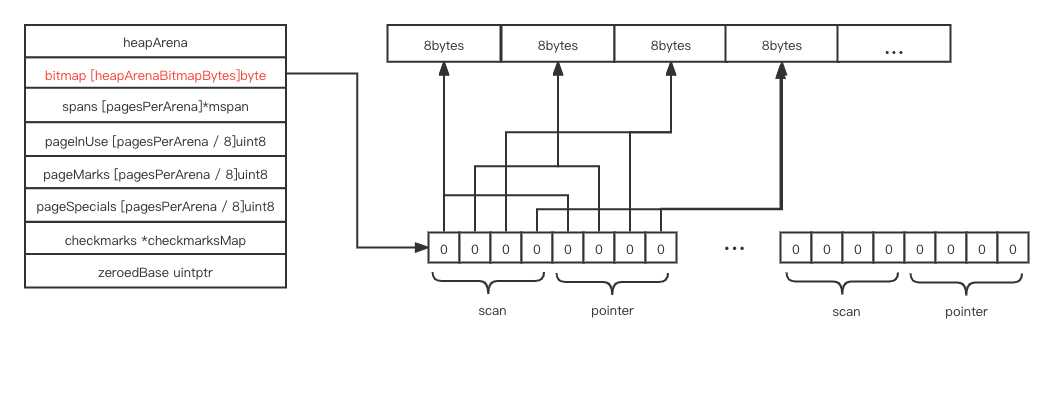 heapArena
bitmap [heapArenaBitmapBytes]byte
spans [pagesPerArena]*mspan
pageInUse [pagesPerArena / 8]uint8
pageMarks [pagesPerArena / 8]uint8
pageSpecials [pagesPerArena / 8]uint8
checkmarks *checkmarksMap
zeroedBase uintptr
8bytes 8bytes 8bytes 8bytes ...
0 0 0 0 0 0 0 0 ... 0 0 0 0 0 0 0 0
scan pointer scan pointer